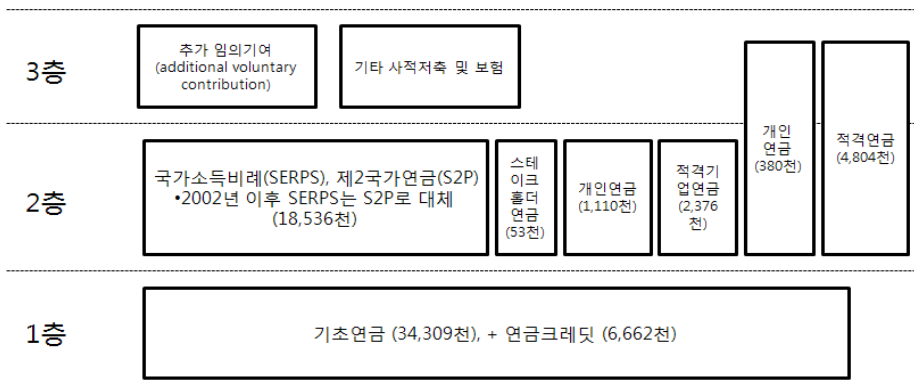 3층
추가 임의기여
(additional voluntary
contribution)
기타 사적저축 및 보험
개인
연금
(380천)
적격연금
(4,804천)
2층
국가소득비례(SERPS), 제2국가연금(S2P)
•2002년 이후 SERPS는 S2P로 대체
(18,536천)
스테
이크
홀더
연금
(53천)
개인연금
(1,110천)
적격기
업연금
(2,376
천)
1층
기초연금 (34,309천), + 연금크레딧 (6,662천)